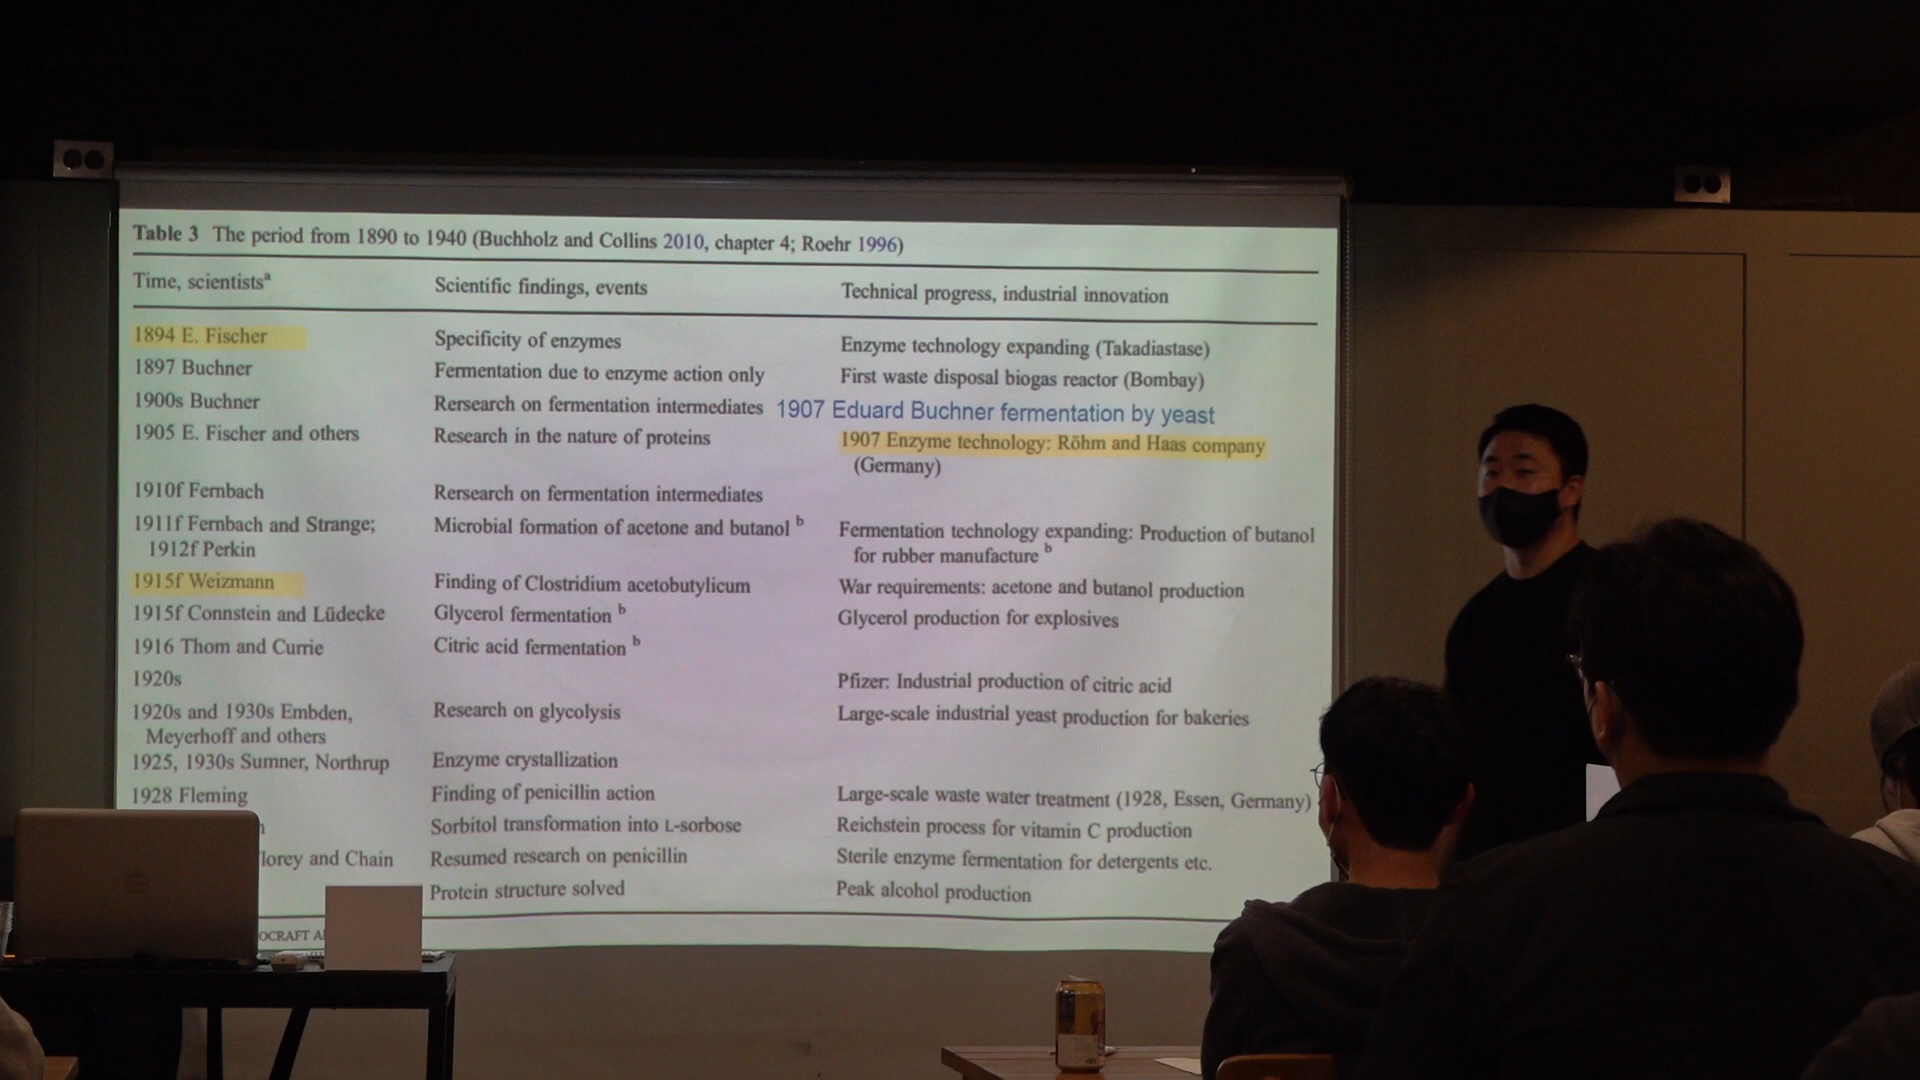 Table 3 The period from 1890 to 1940 (Buchholz and Collins 2010, chapter 4; Roehr 1996)
Time, scientistsᵃ Scientific findings, events Technical progress, industrial innovation
1894 E. Fischer Specificity of enzymes Enzyme technology expanding (Takadiastase)
1897 Buchner Fermentation due to enzyme action only First waste disposal biogas reactor (Bombay)
1900s Buchner Rersearch on fermentation intermediates 1907 Eduard Buchner fermentation by yeast
1905 E. Fischer and others Research in the nature of proteins 1907 Enzyme technology: Röhm and Haas company
(Germany)
1910f Fernbach Rersearch on fermentation intermediates
1911f Fernbach and Strange; Microbial formation of acetone and butanol ᵇ Fermentation technology expanding: Production of butanol
1912f Perkin for rubber manufacture ᵇ
1915f Weizmann Finding of Clostridium acetobutylicum War requirements: acetone and butanol production
1915f Connstein and Lüdecke Glycerol fermentation ᵇ Glycerol production for explosives
1916 Thom and Currie Citric acid fermentation ᵇ
1920s Pfizer: Industrial production of citric acid
1920s and 1930s Embden, Research on glycolysis Large-scale industrial yeast production for bakeries
Meyerhoff and others
1925, 1930s Sumner, Northrup Enzyme crystallization
1928 Fleming Finding of penicillin action Large-scale waste water treatment (1928, Essen, Germany)
Sorbitol transformation into L-sorbose Reichstein process for vitamin C production
lorey and Chain Resumed research on penicillin Sterile enzyme fermentation for detergents etc.
Protein structure solved Peak alcohol production
OCRAFT A